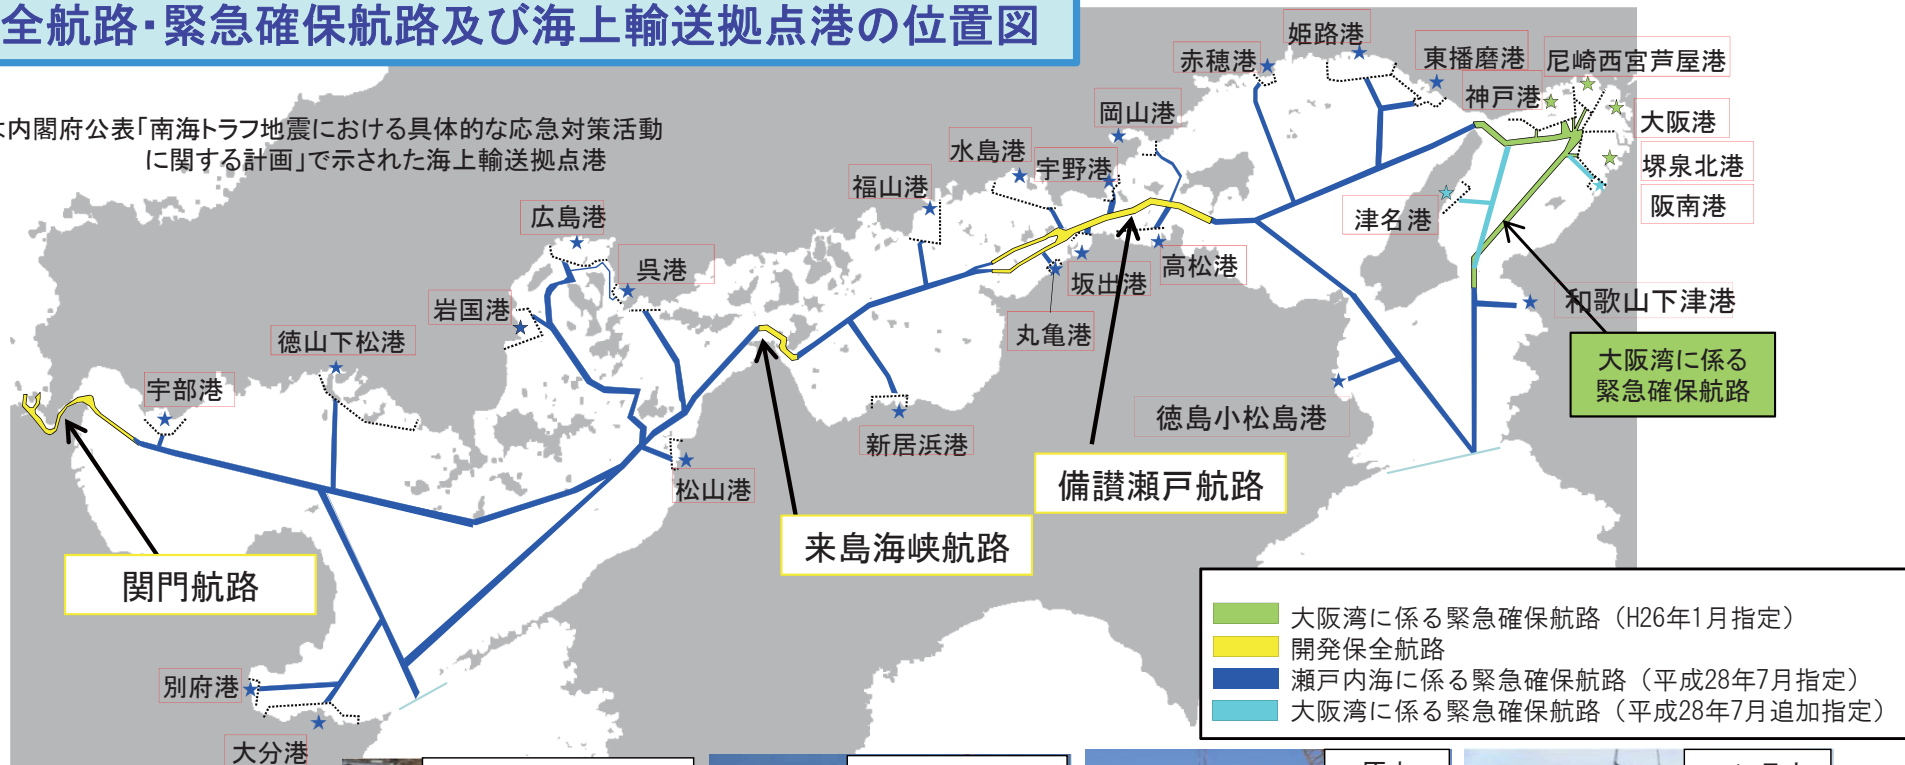 全航路・緊急確保航路及び海上輸送拠点港の位置図
内閣府公表「南海トラフ地震における具体的な応急対策活動
に関する計画」で示された海上輸送拠点港
姫路港
赤穂港
東播磨港
尼崎西宮芦屋港
神戸港
大阪港
堺泉北港
阪南港
岡山港
水島港
宇野港
福山港
津名港
広島港
呉港
高松港
坂出港
丸亀港
和歌山下津港
岩国港
徳山下松港
宇部港
大阪湾に係る
緊急確保航路
徳島小松島港
新居浜港
松山港
備讃瀬戸航路
来島海峡航路
関門航路
別府港
大分港
大阪湾に係る緊急確保航路（H26年1月指定）
開発保全航路
瀬戸内海に係る緊急確保航路（平成28年7月指定）
大阪湾に係る緊急確保航路（平成28年7月追加指定）